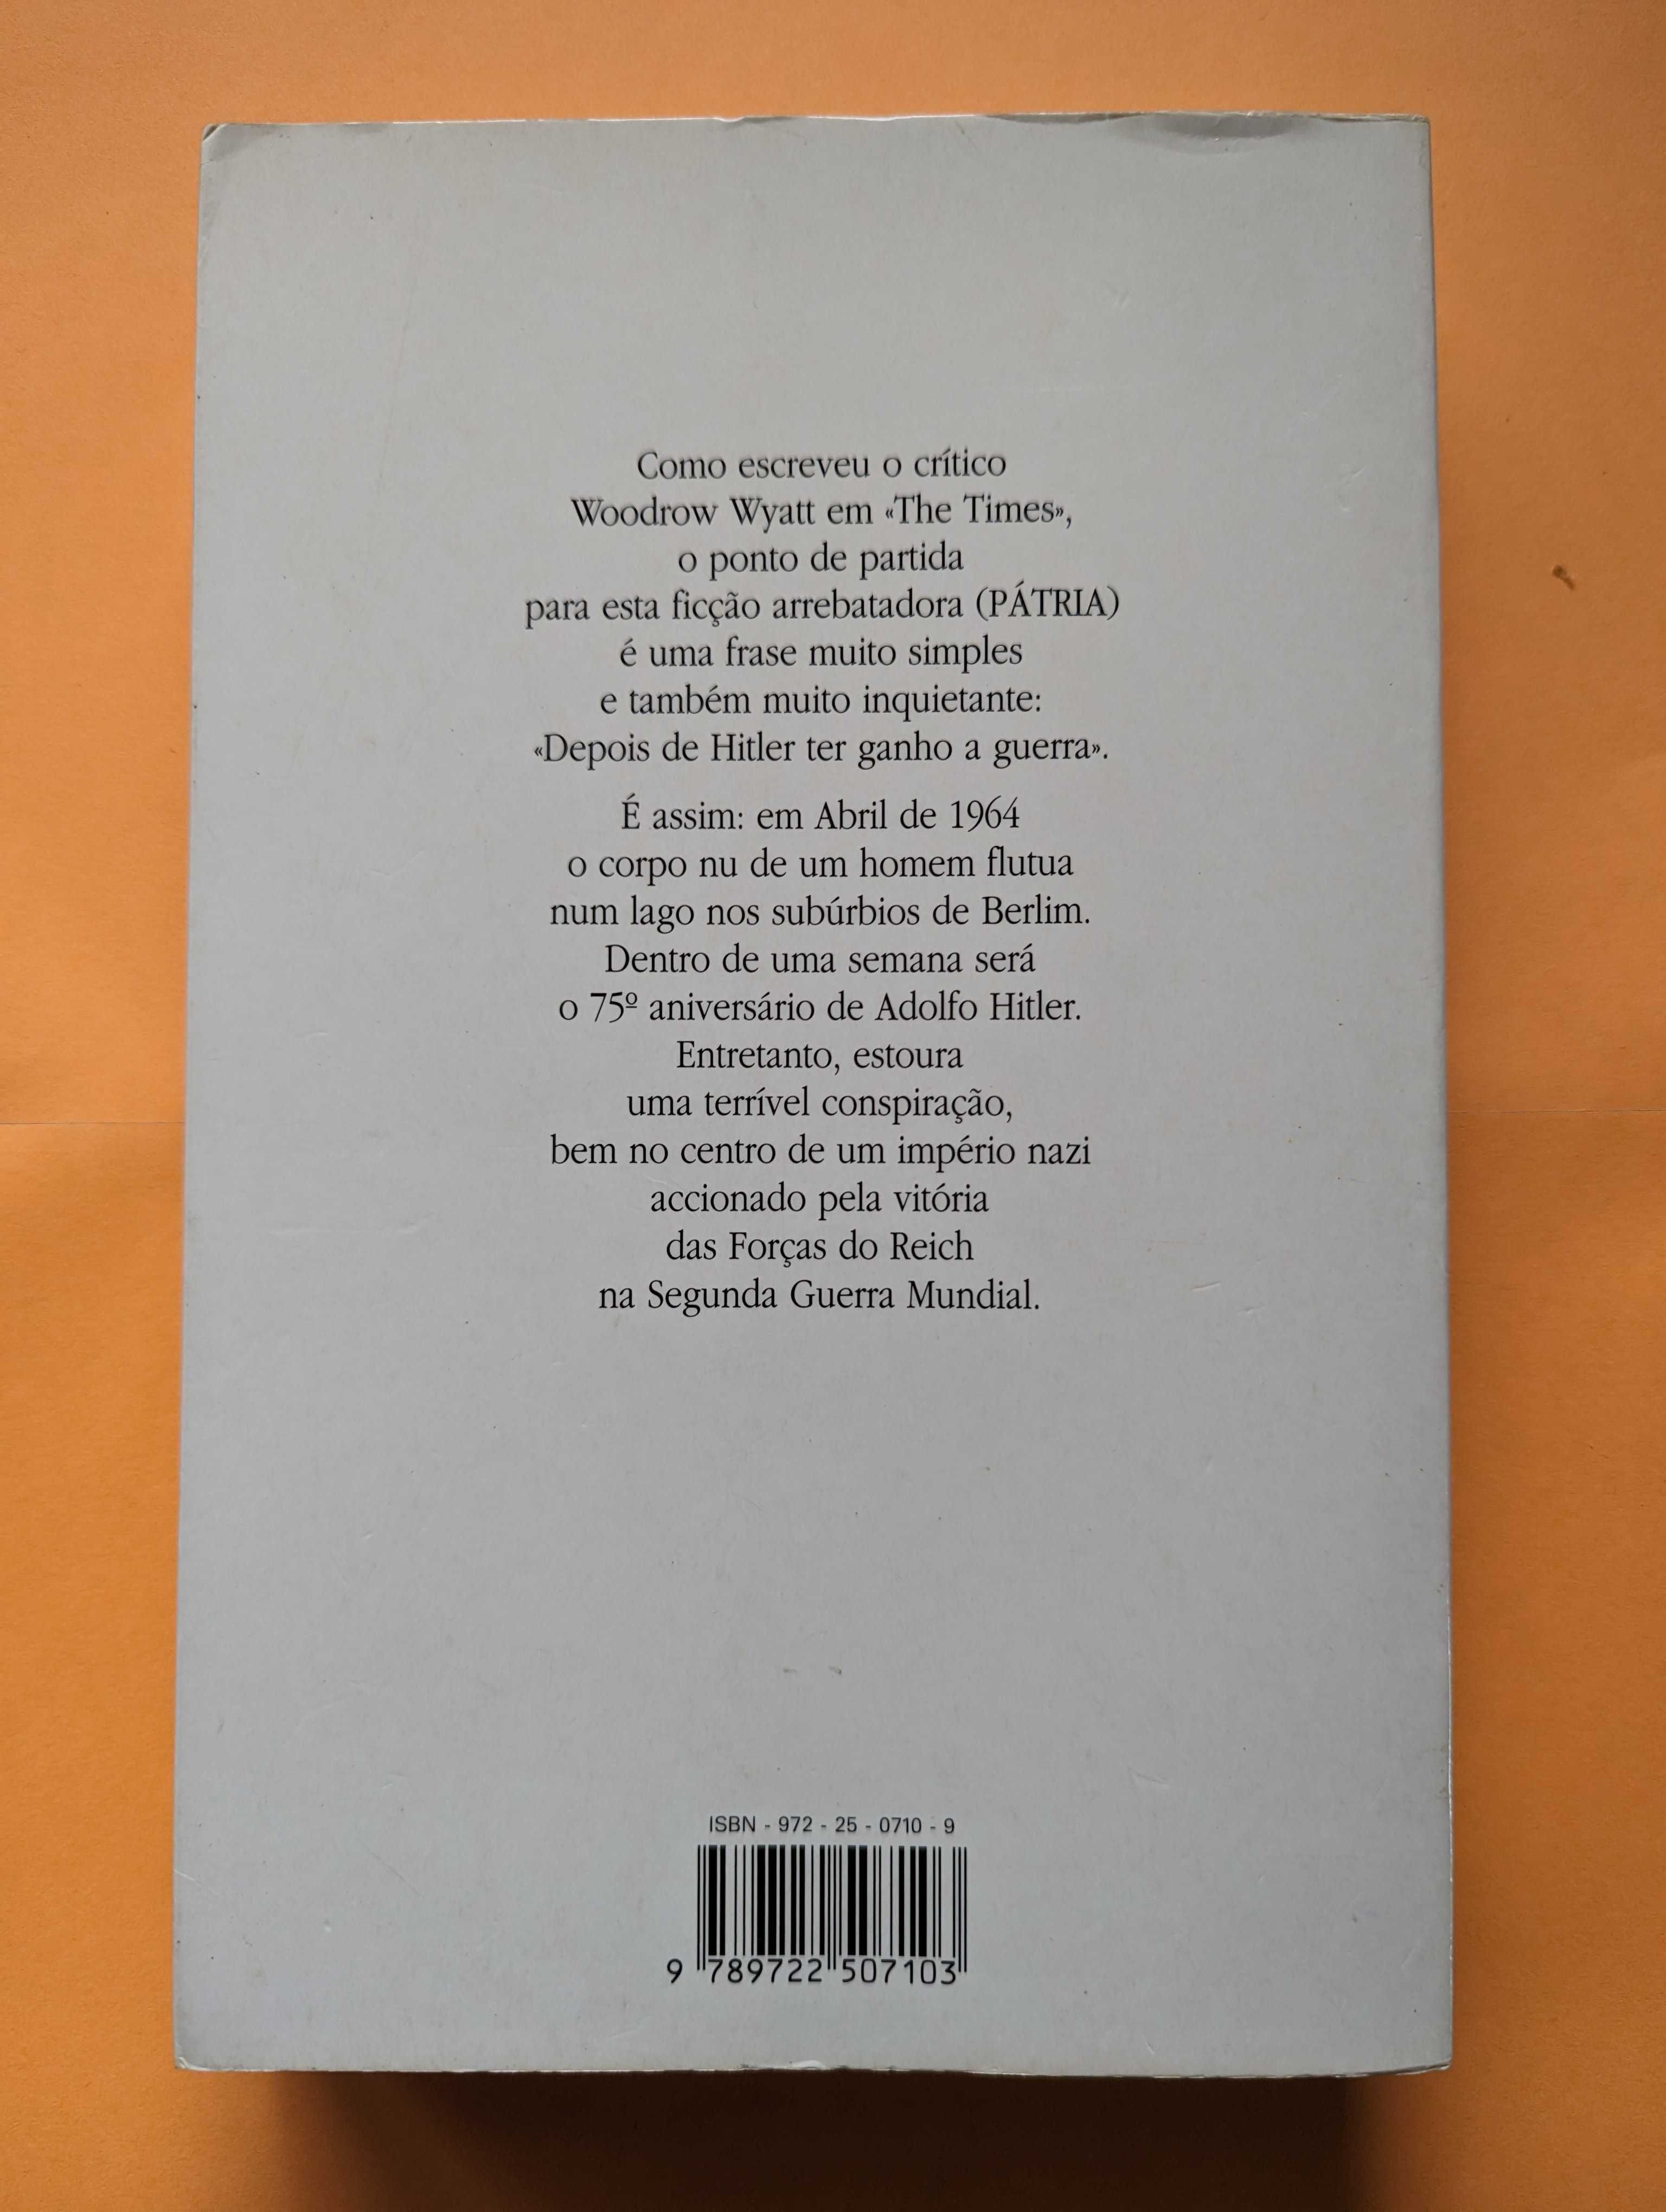 Como escreveu o crítico
Woodrow Wyatt em «The Times»,
o ponto de partida
para esta ficção arrebatadora (PÁTRIA)
é uma frase muito simples
e também muito inquietante:
«Depois de Hitler ter ganho a guerra».
É assim: em Abril de 1964
o corpo nu de um homem flutua
num lago nos subúrbios de Berlim.
Dentro de uma semana será
o 75º aniversário de Adolfo Hitler.
Entretanto, estoura
uma terrível conspiração,
bem no centro de um império nazi
accionado pela vitória
das Forças do Reich
na Segunda Guerra Mundial.
ISBN - 972 - 25 - 0710 - 9
9 789722 507103